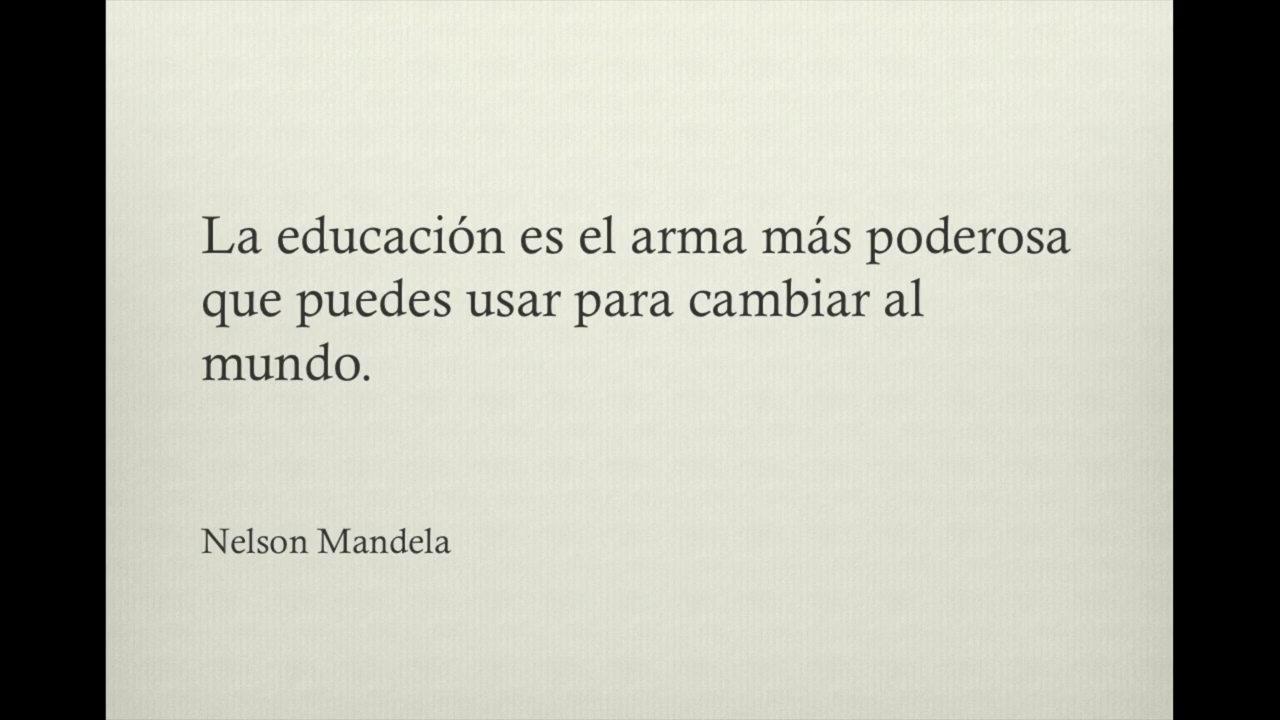 La educación es el arma más poderosa
que puedes usar para cambiar al
mundo.
Nelson Mandela